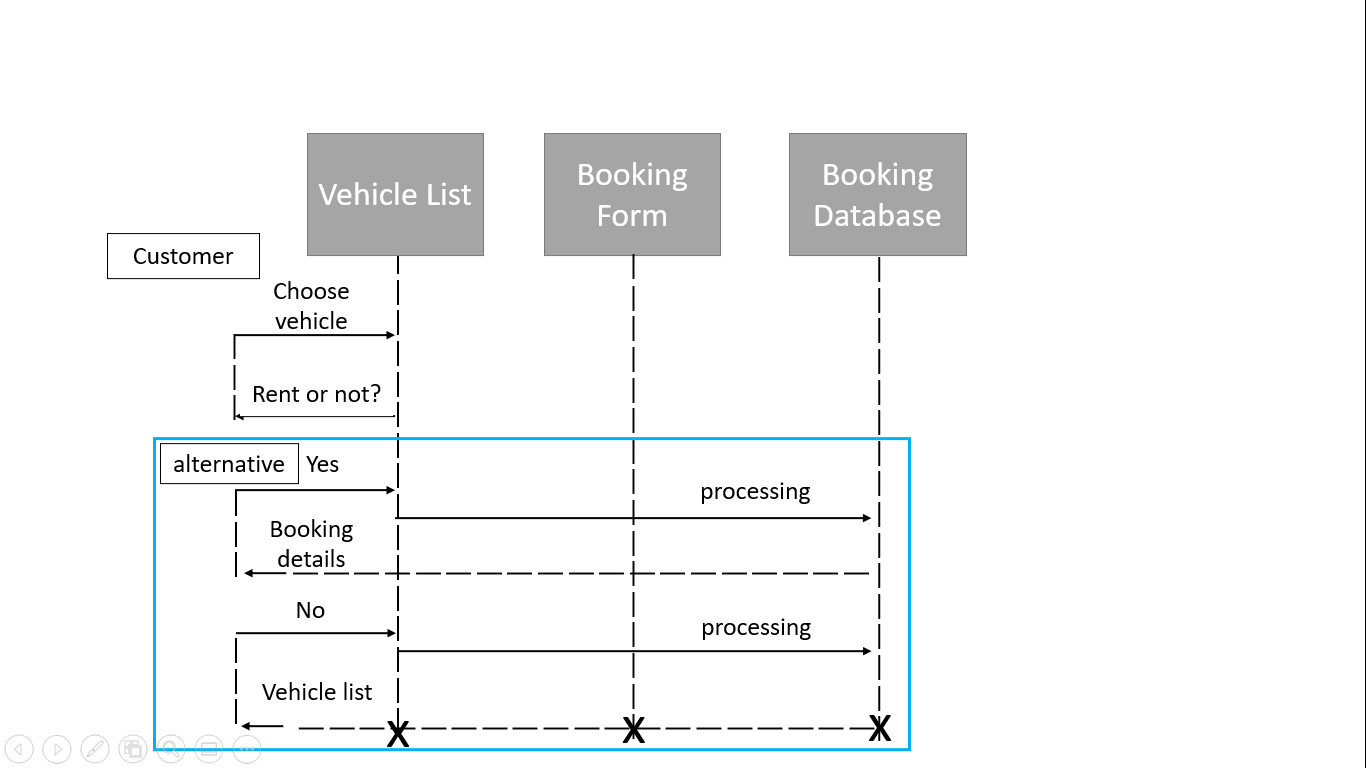 Vehicle List
Booking
Form
Booking
Database
Customer
Choose
vehicle
Rent or not?
alternative
Yes
processing
Booking
details
No
processing
Vehicle list
X
X
X